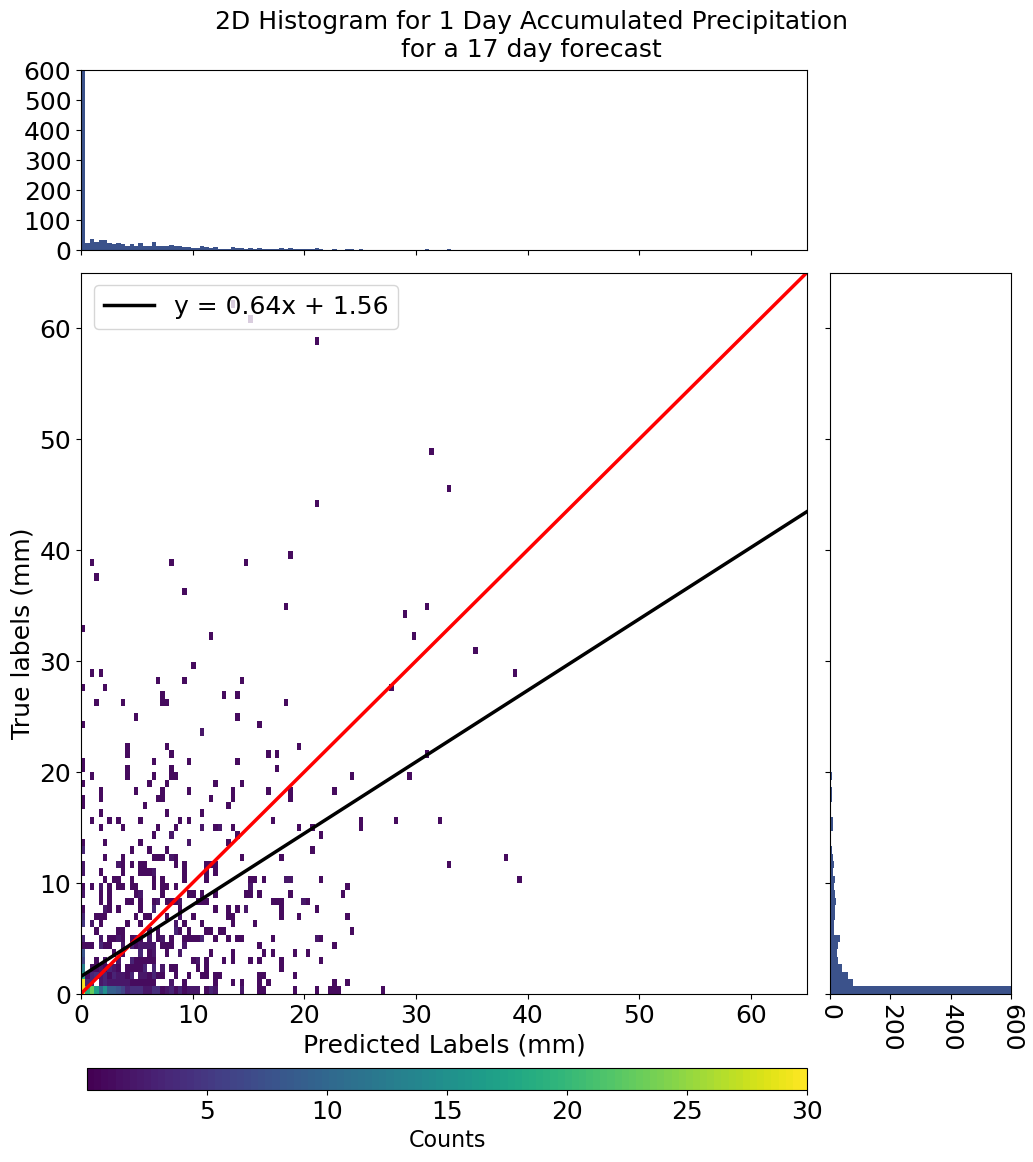 2D Histogram for 1 Day Accumulated Precipitation
for a 17 day forecast
600
500
400
300
200
100
0
y = 0.64x + 1.56
True labels (mm)
60
50
40
30
20
10
0
0 10 20 30 40 50 60
Predicted Labels (mm)
0 200 400 600
5 10 15 20 25 30
Counts